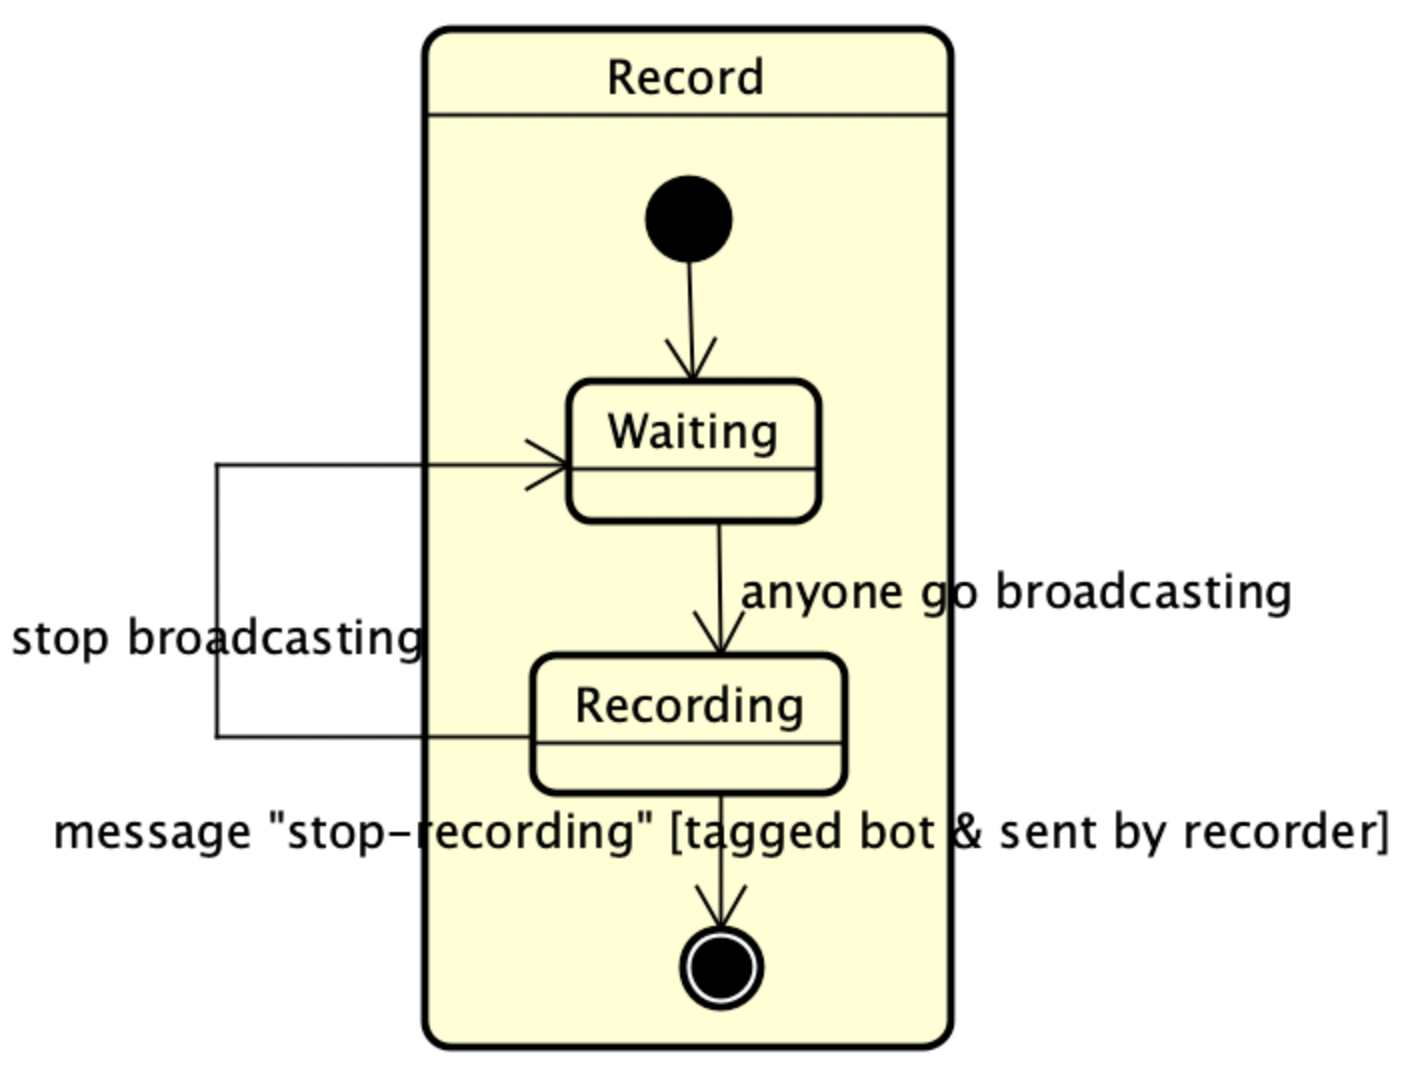 Record
Waiting
anyone go broadcasting
stop broadcasting
Recording
message "stop-recording" [tagged bot & sent by recorder]